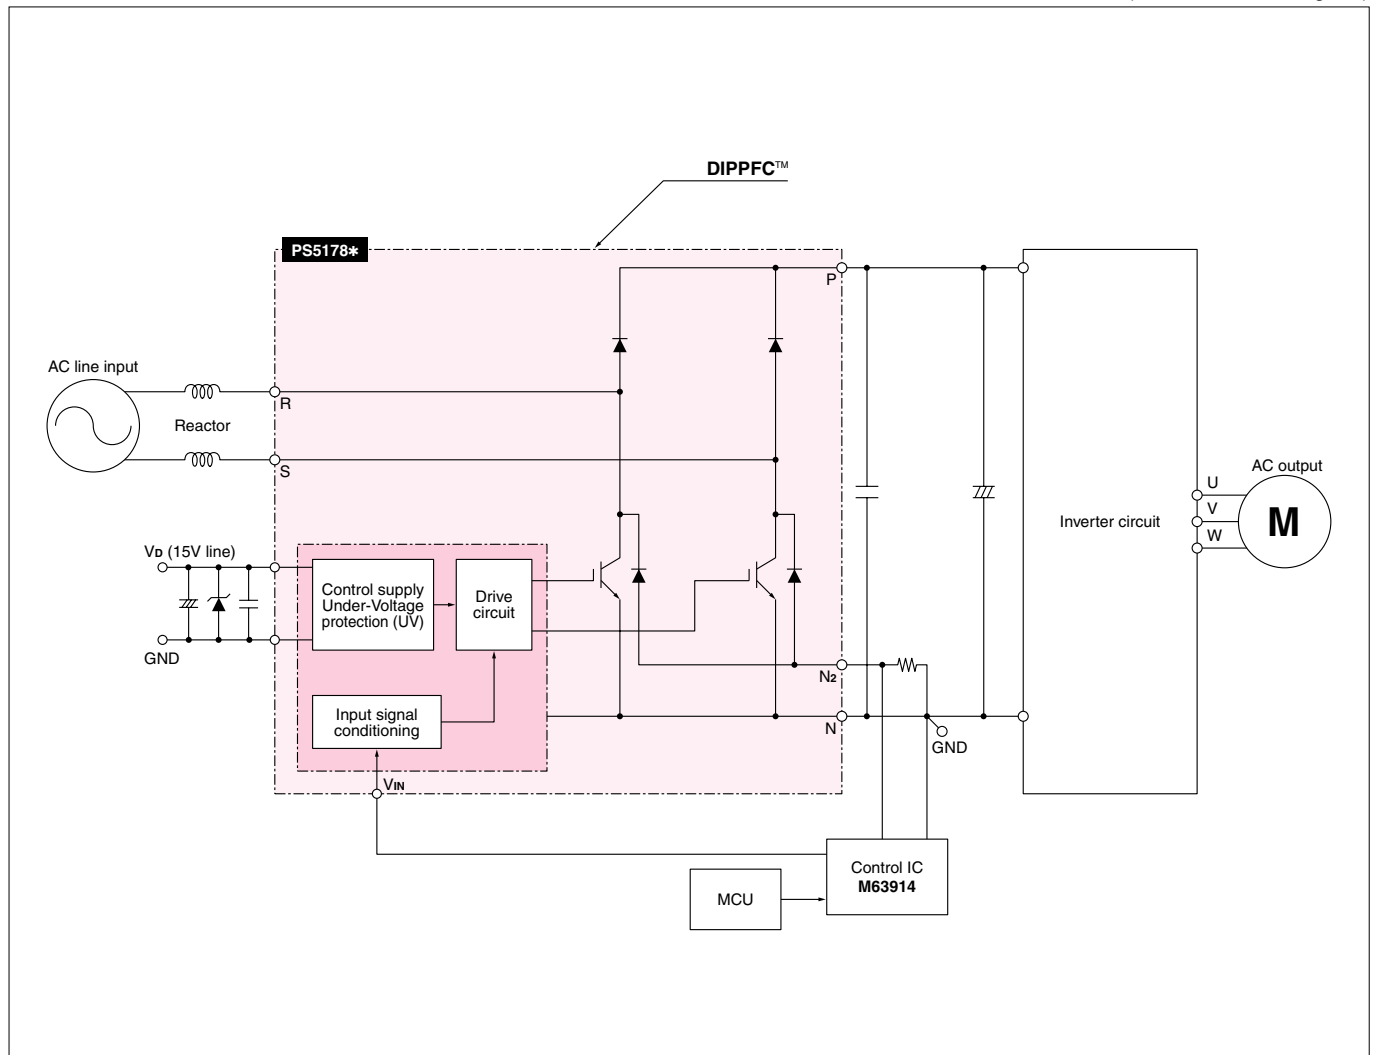 DIPPFC™
PS5178*
P
AC line input
R
Reactor
S
AC output
U
V
W
M
Inverter circuit
VD (15V line)
Control supply
Under-Voltage
protection (UV)
Drive
circuit
GND
N2
Input signal
conditioning
N
GND
VIN
Control IC
M63914
MCU